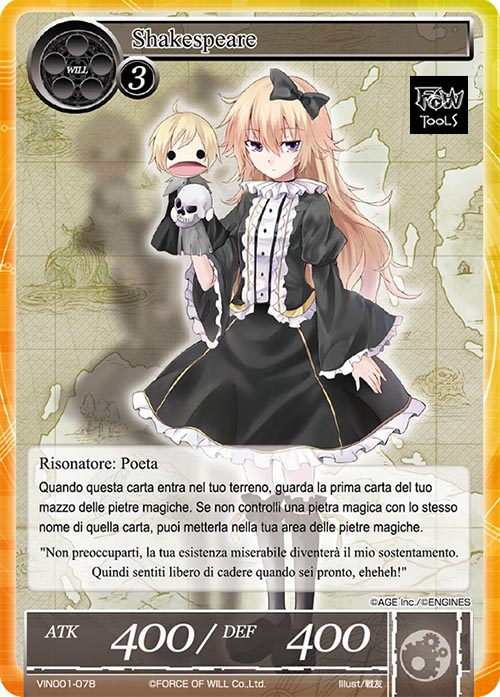 Shakespeare
WILL
3
FOW
TOOLS
Risonatore: Poeta
Quando questa carta entra nel tuo terreno, guarda la prima carta del tuo
mazzo delle pietre magiche. Se non controlli una pietra magica con lo stesso
nome di quella carta, puoi metterla nella tua area delle pietre magiche.
"Non preoccuparti, la tua esistenza miserabile diventerà il mio sostentamento.
Quindi sentiti libero di cadere quando sei pronto, eheheh!"
©AGE Inc./©ENGINES
ATK 400/ DEF 400
VIN001-078 ©FORCE OF WILL Co.,Ltd. Illust/戦友